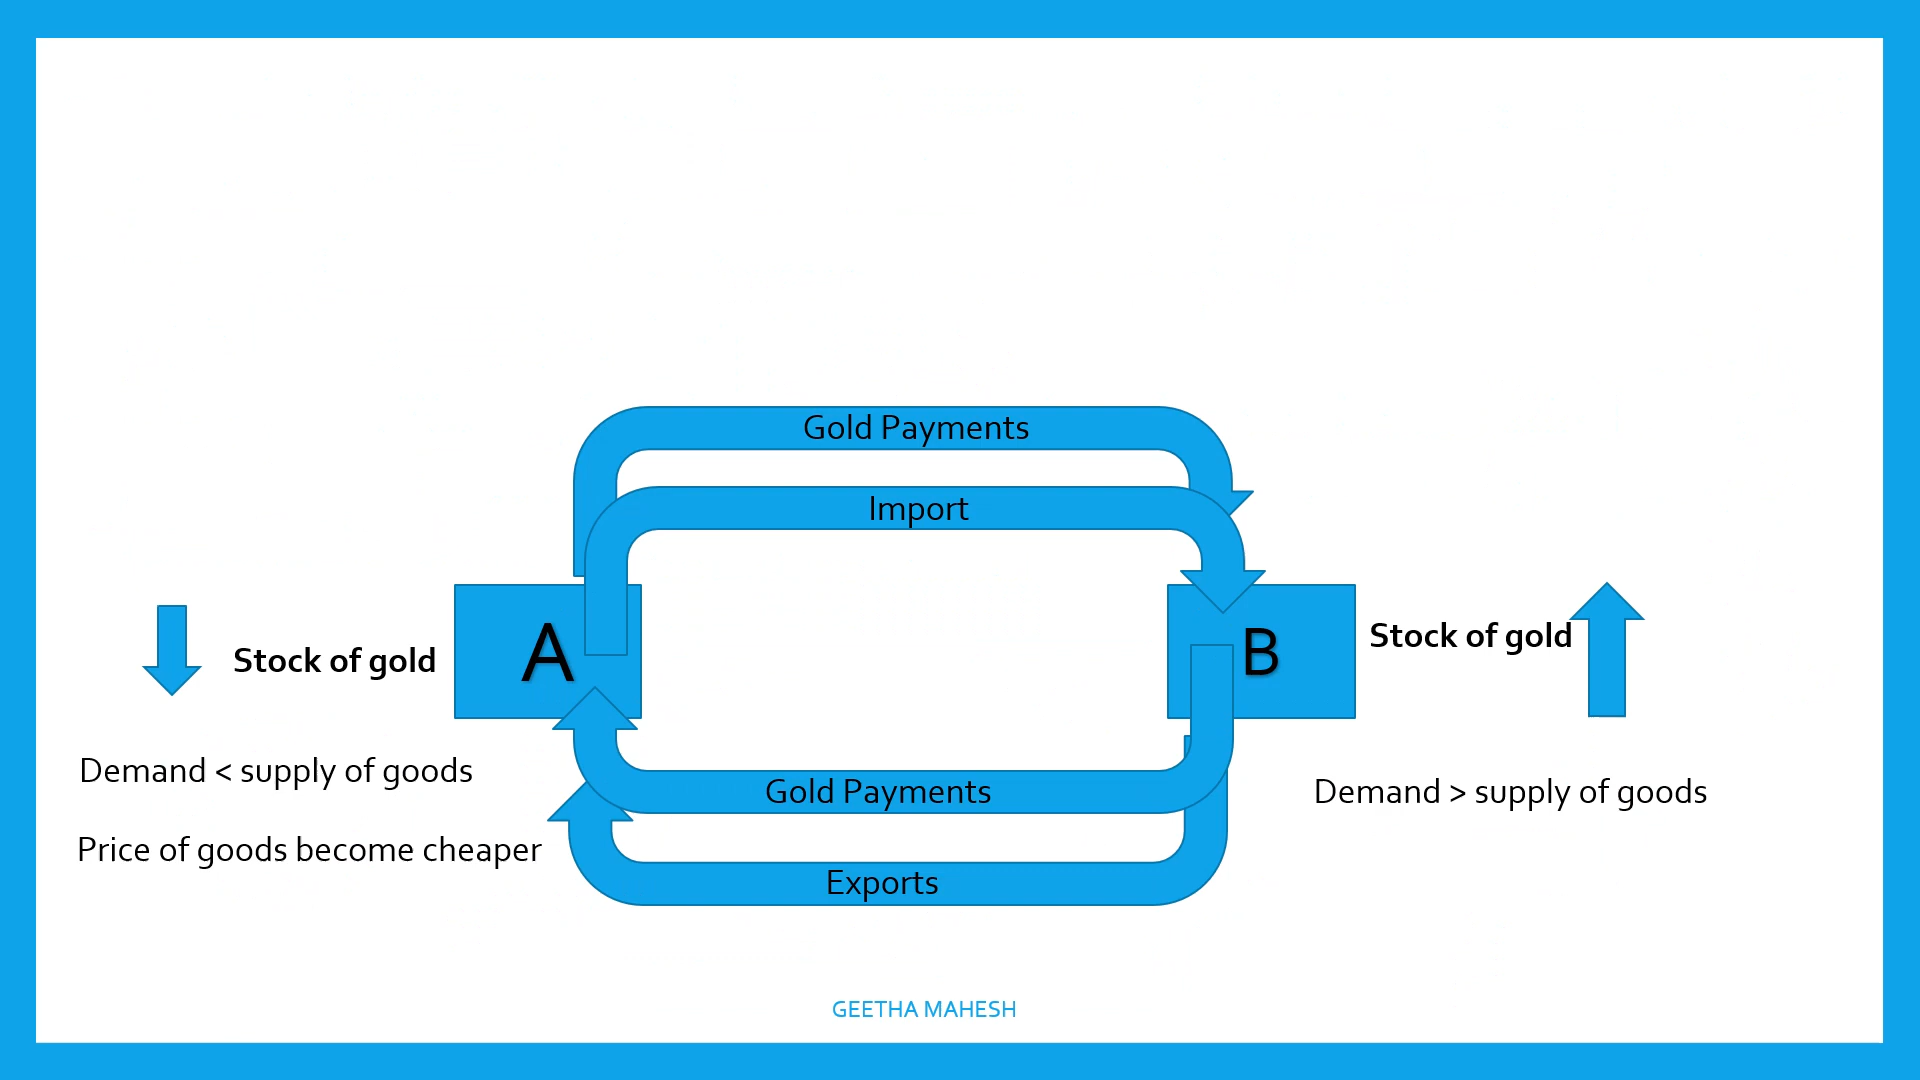 Gold Payments
Import
A
B
Stock of gold
Stock of gold
Demand < supply of goods
Gold Payments
Demand > supply of goods
Price of goods become cheaper
Exports
GEETHA MAHESH